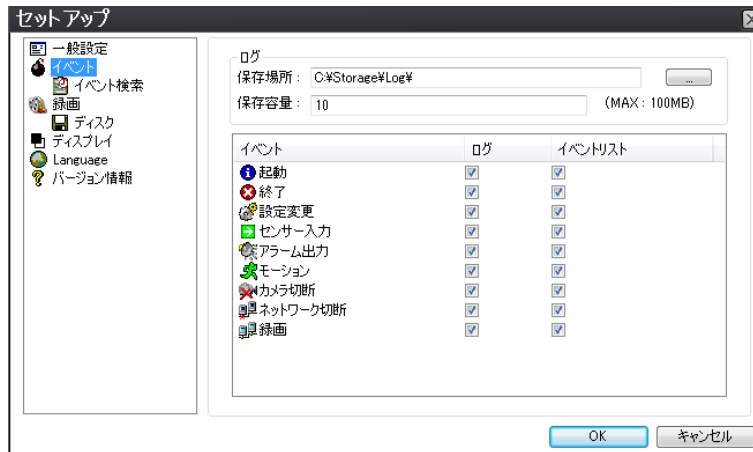 セットアップ
一般設定
イベント
イベント検索
録画
ディスク
ディスプレイ
Language
バージョン情報
ログ
保存場所： C:¥Storage¥Log¥
...
保存容量： 10 (MAX : 100MB)
イベント ログ イベントリスト
起動
終了
設定変更
センサー入力
アラーム出力
モーション
カメラ切断
ネットワーク切断
録画
OK キャンセル